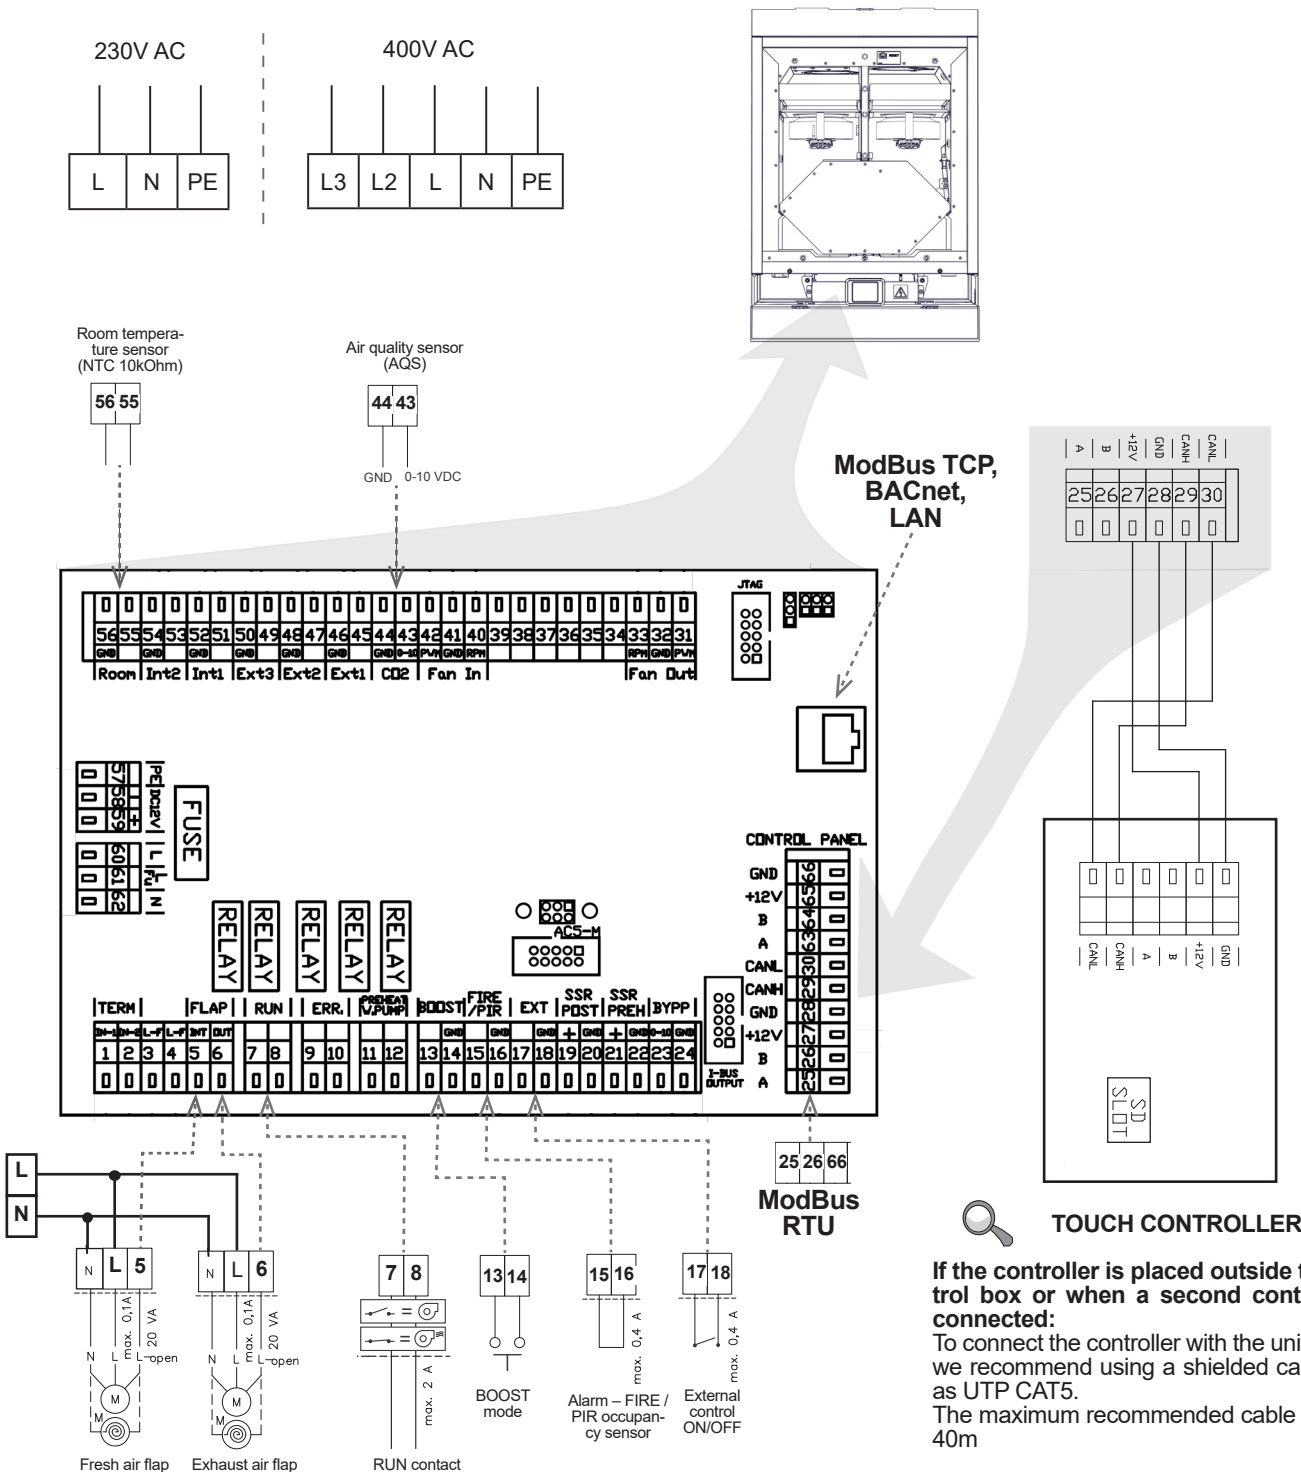 230V AC
400V AC
L N PE
L3 L2 L N PE
RESET
Room tempera-
ture sensor
(NTC 10kOhm)
56 55
Air quality sensor
(AQS)
44 43
GND 0-10 VDC
ModBus TCP,
BACnet,
LAN
A B +12V GND CANH CANL
25 26 27 28 29 30
JTAG
56 55 54 53 52 51 50 49 48 47 46 45 44 43 42 41 40 39 38 37 36 35 34 33 32 31
GND GND GND GND GND GND GND 0-10 PWM GND RPM RPM GND PWM
Room Int2 Int1 Ext3 Ext2 Ext1 CO2 Fan In Fan Out
57 58 59
PE DC12V
- +
60 61 62
L L Fu N
FUSE
RELAY RELAY RELAY RELAY RELAY
AC5-M
CONTROL PANEL
GND 66
+12V 65
B 64
A 63
CANL 30
CANH 29
GND 28
+12V 27
B 26
A 25
I-BUS
OUTPUT
TERM FLAP RUN ERR. PREHEAT W.PUMP BOOST FIRE/PIR EXT SSR POST SSR PREH BYPP
IN-1 IN-2 L-F L-F INT OUT GND GND GND + GND + GND 0-10 GND
1 2 3 4 5 6 7 8 9 10 11 12 13 14 15 16 17 18 19 20 21 22 23 24
CANL CANH A B +12V GND
SD
SLOT
25 26 66
ModBus
RTU
L
N
N L 5
N L 6
7 8
13 14
15 16
17 18
max. 0,1A
20 VA
N L L-open
M
M
max. 0,1A
20 VA
N L L-open
M
M
=
=
max. 2 A
max. 0,4 A
max. 0,4 A
Fresh air flap
Exhaust air flap
RUN contact
BOOST
mode
Alarm – FIRE /
PIR occupan-
cy sensor
External
control
ON/OFF
TOUCH CONTROLLER
If the controller is placed outside t
trol box or when a second cont
connected:
To connect the controller with the uni
we recommend using a shielded ca
as UTP CAT5.
The maximum recommended cable
40m